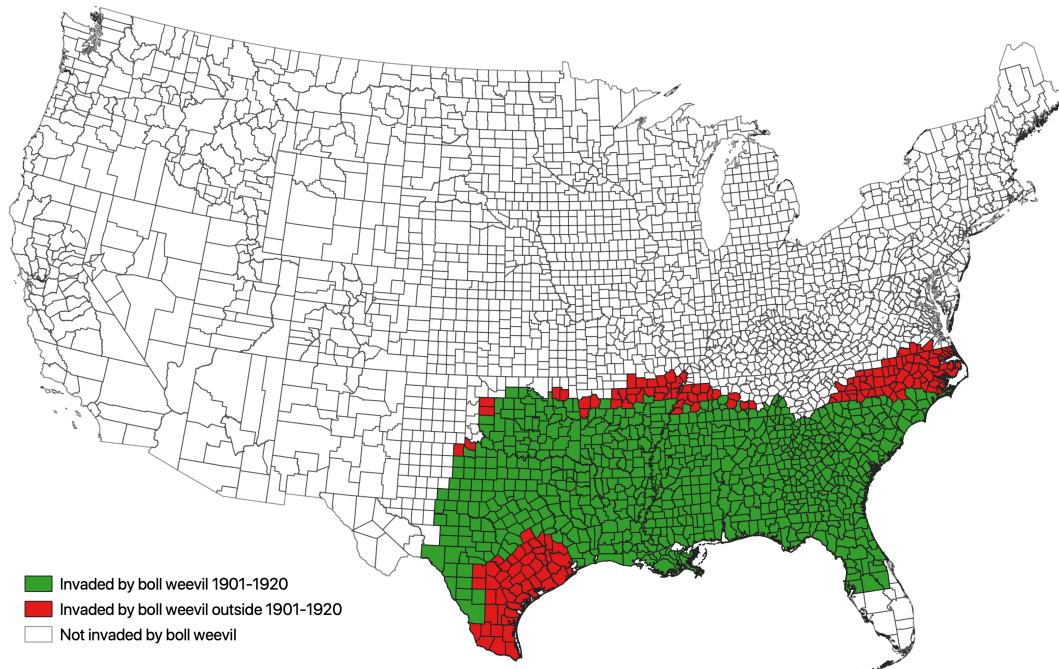 Invaded by boll weevil 1901-1920
Invaded by boll weevil outside 1901-1920
Not invaded by boll weevil